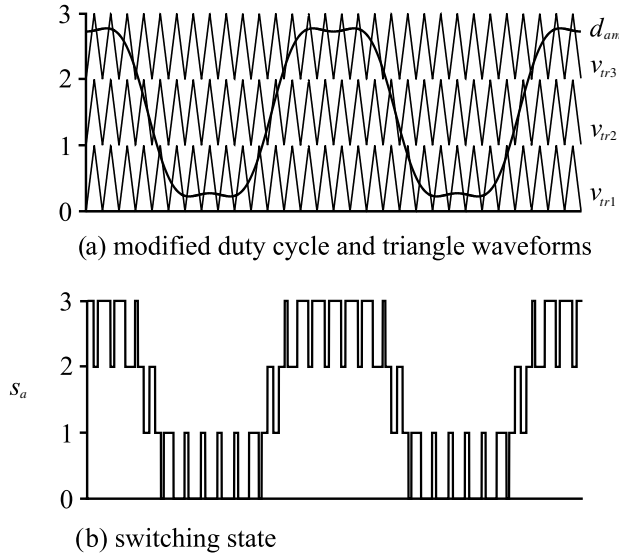 3
d_am
v_tr3
2
v_tr2
1
v_tr1
0
(a) modified duty cycle and triangle waveforms
3
2
s_a
1
0
(b) switching state